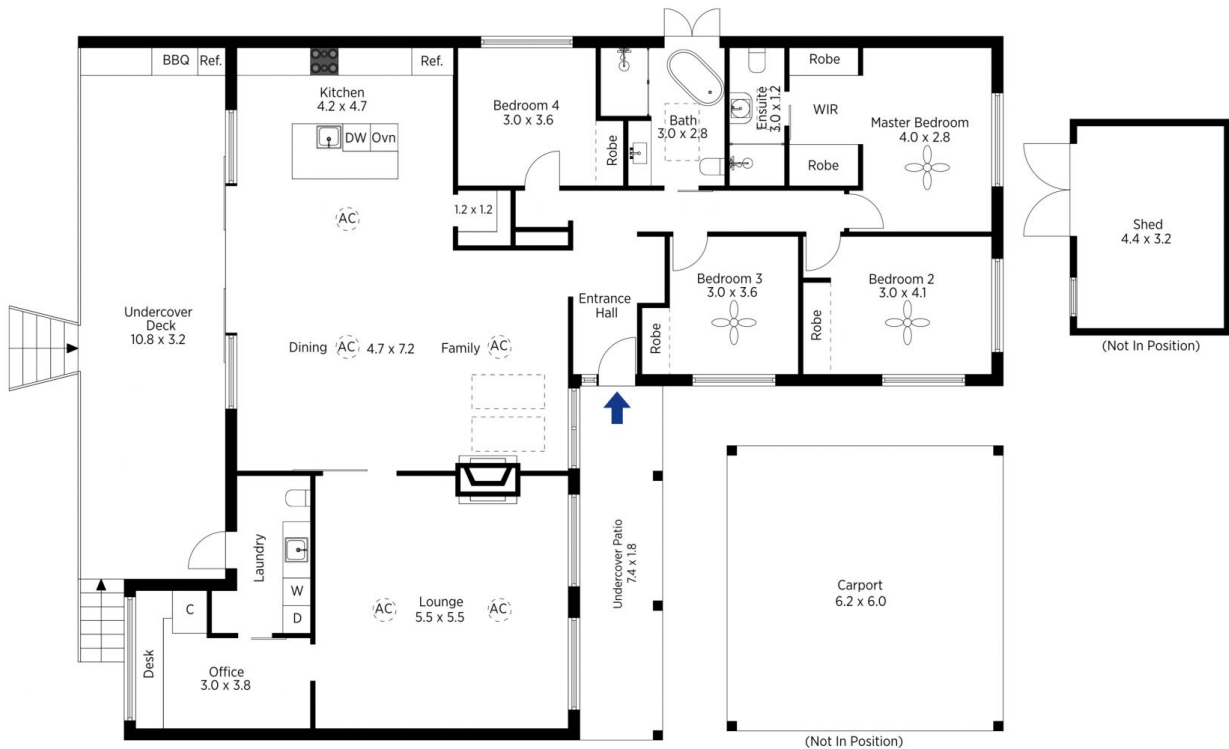 BBQ
Ref.
Kitchen
4.2 x 4.7
Ref.
DW
Ovn
Bedroom 4
3.0 x 3.6
Robe
Bath
3.0 x 2.8
Ensuite
3.0 x 1.2
Robe
WIR
Robe
Master Bedroom
4.0 x 2.8
Shed
4.4 x 3.2
(Not In Position)
AC
1.2 x 1.2
Undercover
Deck
10.8 x 3.2
Dining
AC
4.7 x 7.2
Family
AC
Entrance
Hall
Robe
Bedroom 3
3.0 x 3.6
Robe
Bedroom 2
3.0 x 4.1
Laundry
W
D
Lounge
5.5 x 5.5
AC
AC
Undercover Patio
7.4 x 1.8
Carport
6.2 x 6.0
(Not In Position)
C
Desk
Office
3.0 x 3.8